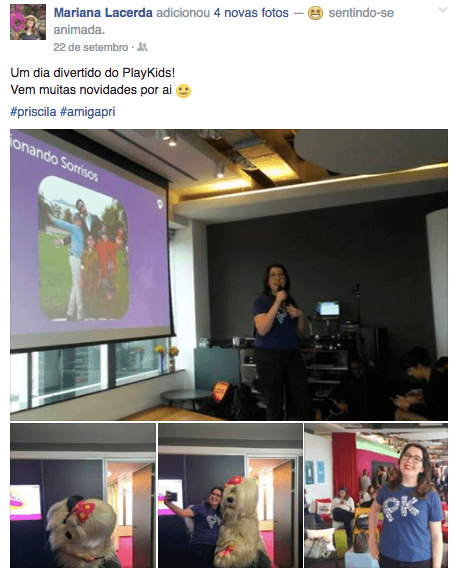 Mariana Lacerda adicionou 4 novas fotos — sentindo-se
animada.
22 de setembro ·
Um dia divertido do PlayKids!
Vem muitas novidades por ai
#priscila #amigapri
ionando Sorrisos
PK